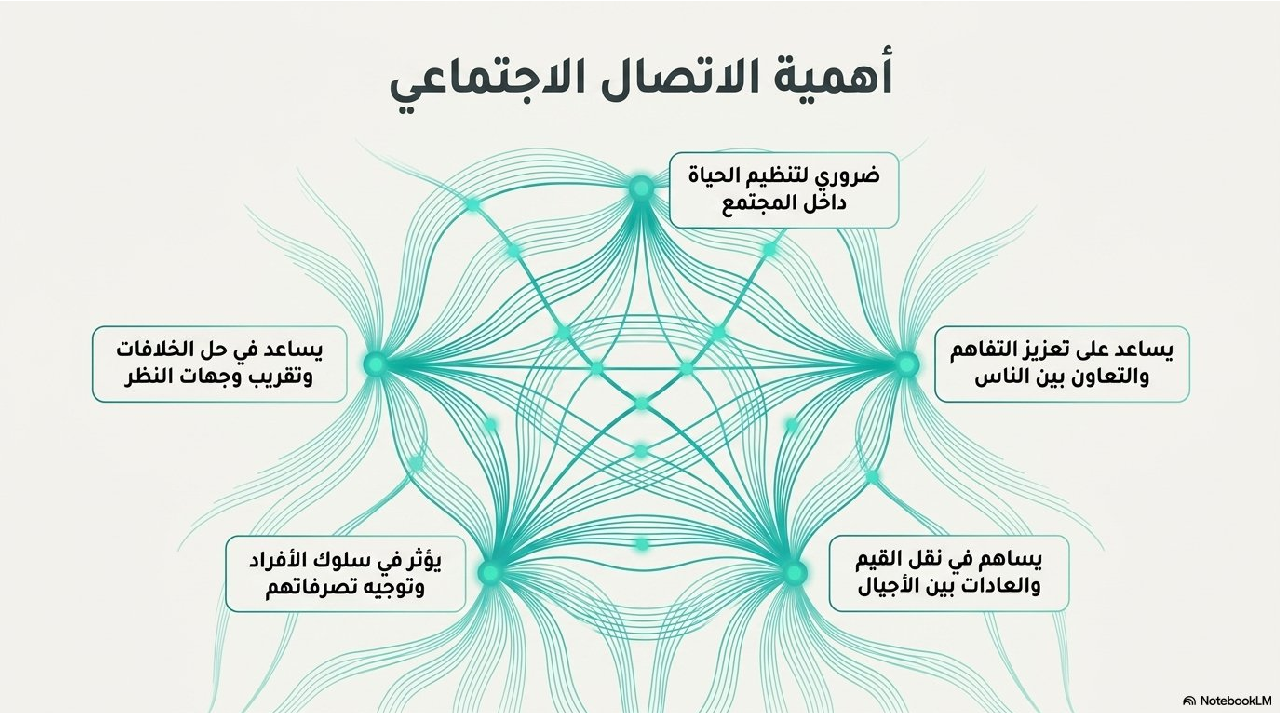 أهمية الاتصال الاجتماعي
ضروري لتنظيم الحياة
داخل المجتمع
يساعد على تعزيز التفاهم
والتعاون بين الناس
يساعد في حل الخلافات
وتقريب وجهات النظر
يساهم في نقل القيم
والعادات بين الأجيال
يؤثر في سلوك الأفراد
وتوجيه تصرفاتهم
NotebookLM